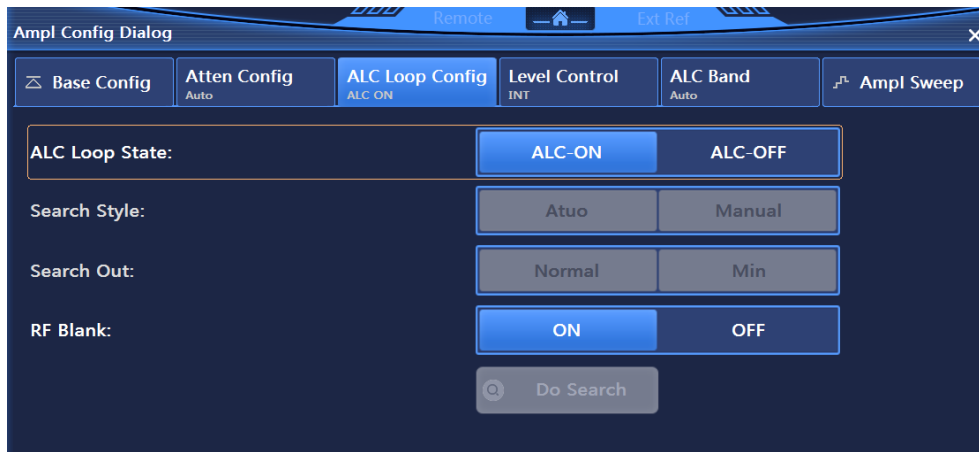 Remote Ext Ref
Ampl Config Dialog
Base Config
Atten Config
Auto
ALC Loop Config
ALC ON
Level Control
INT
ALC Band
Auto
Ampl Sweep
ALC Loop State: ALC-ON ALC-OFF
Search Style: Atuo Manual
Search Out: Normal Min
RF Blank: ON OFF
Do Search